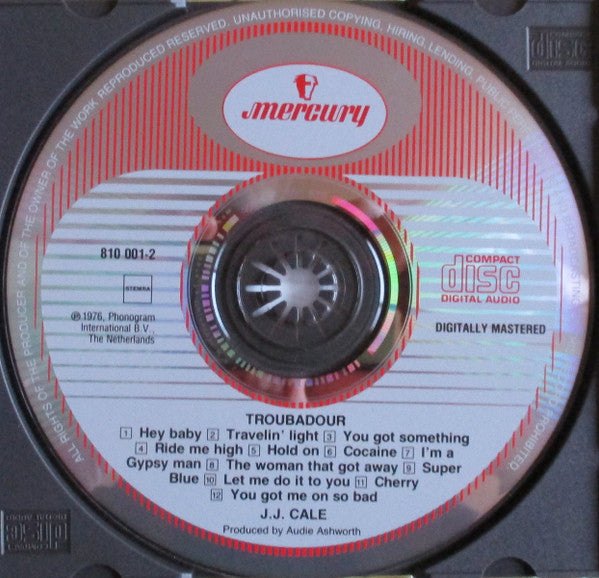 ALL RIGHTS OF THE PRODUCER AND OF THE OWNER OF THE WORK REPRODUCED RESERVED. UNAUTHORISED COPYING, HIRING, LENDING, PUBLIC PROHIBITED.
mercury
810 001-2
STEMRA
℗ 1976, Phonogram
International B.V.,
The Netherlands
COMPACT
disc
DIGITAL AUDIO
DIGITALLY MASTERED
TROUBADOUR
1 Hey baby 2 Travelin' light 3 You got something
4 Ride me high 5 Hold on 6 Cocaine 7 I'm a
Gypsy man 8 The woman that got away 9 Super
Blue 10 Let me do it to you 11 Cherry
12 You got me on so bad
J.J. CALE
Produced by Audie Ashworth
disc
disc